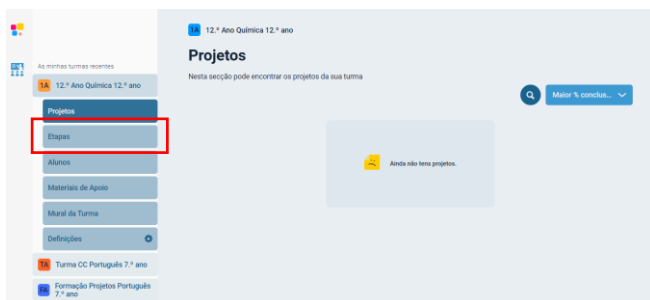 As minhas turmas recentes
1A 12.º Ano Química 12.º ano
Projetos
Etapas
Alunos
Materiais de Apoio
Mural da Turma
Definições
TA Turma CC Português 7.º ano
FA Formação Projetos Português
7.º ano
1A 12.º Ano Química 12.º ano
Projetos
Nesta secção pode encontrar os projetos da sua turma
Maior % conclus...
Ainda não tens projetos.